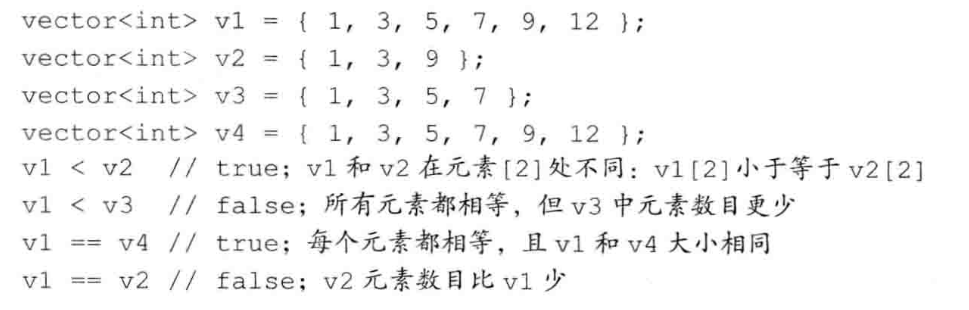 vector<int> v1 = { 1, 3, 5, 7, 9, 12 };
vector<int> v2 = { 1, 3, 9 };
vector<int> v3 = { 1, 3, 5, 7 };
vector<int> v4 = { 1, 3, 5, 7, 9, 12 };
v1 < v2 // true; v1 和 v2 在元素[2]处不同: v1[2]小于等于 v2[2]
v1 < v3 // false; 所有元素都相等, 但 v3 中元素数目更少
v1 == v4 // true; 每个元素都相等, 且 v1 和 v4 大小相同
v1 == v2 // false; v2 元素数目比 v1 少